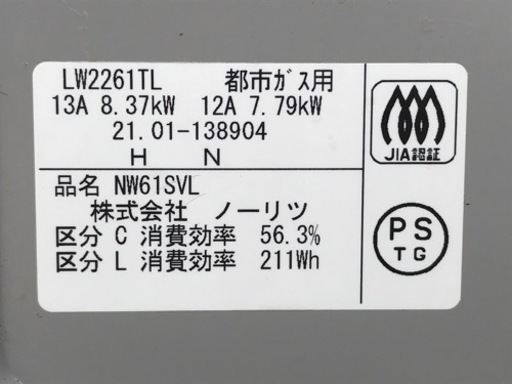 LW2261TL 都市ガス用
13A 8.37kW 12A 7.79kW
21.01-138904
H N
品名 NW61SVL
株式会社 ノーリツ
区分 C 消費効率 56.3%
区分 L 消費効率 211Wh
JIA認証
PS
TG